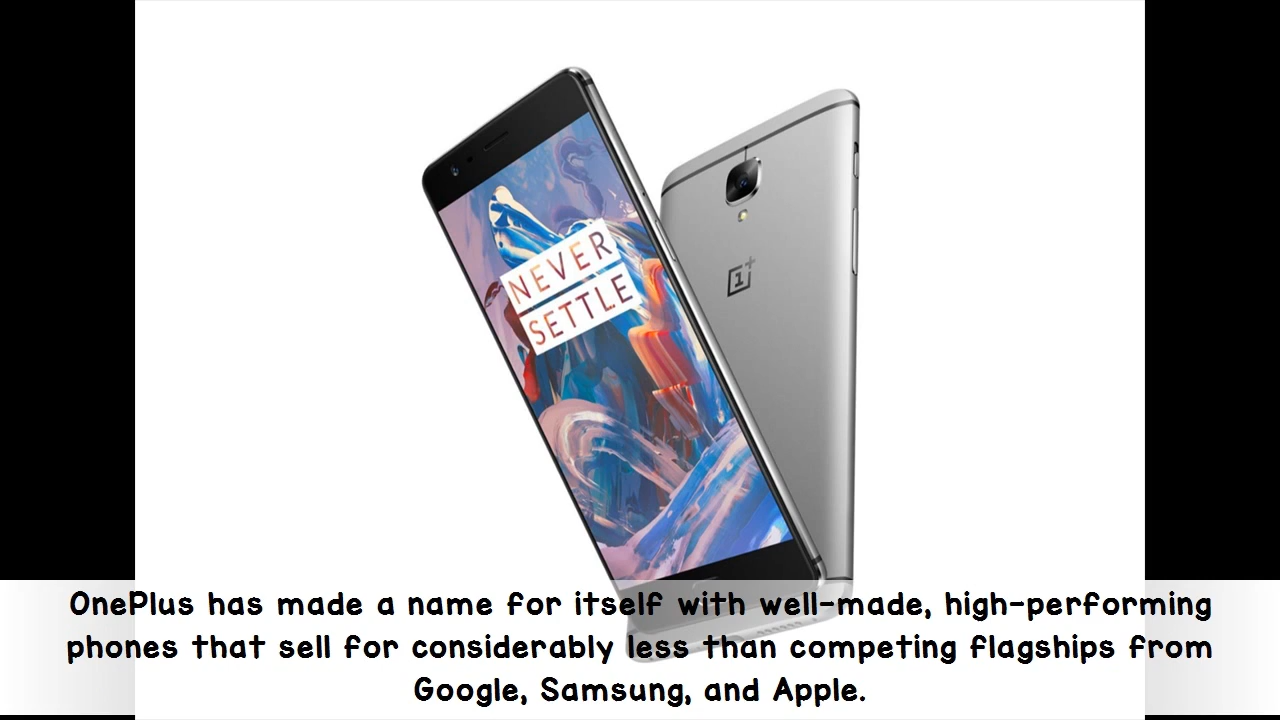 NEVER
SETTLE
1+
OnePlus has made a name for itself with well-made, high-performing
phones that sell for considerably less than competing flagships from
Google, Samsung, and Apple.